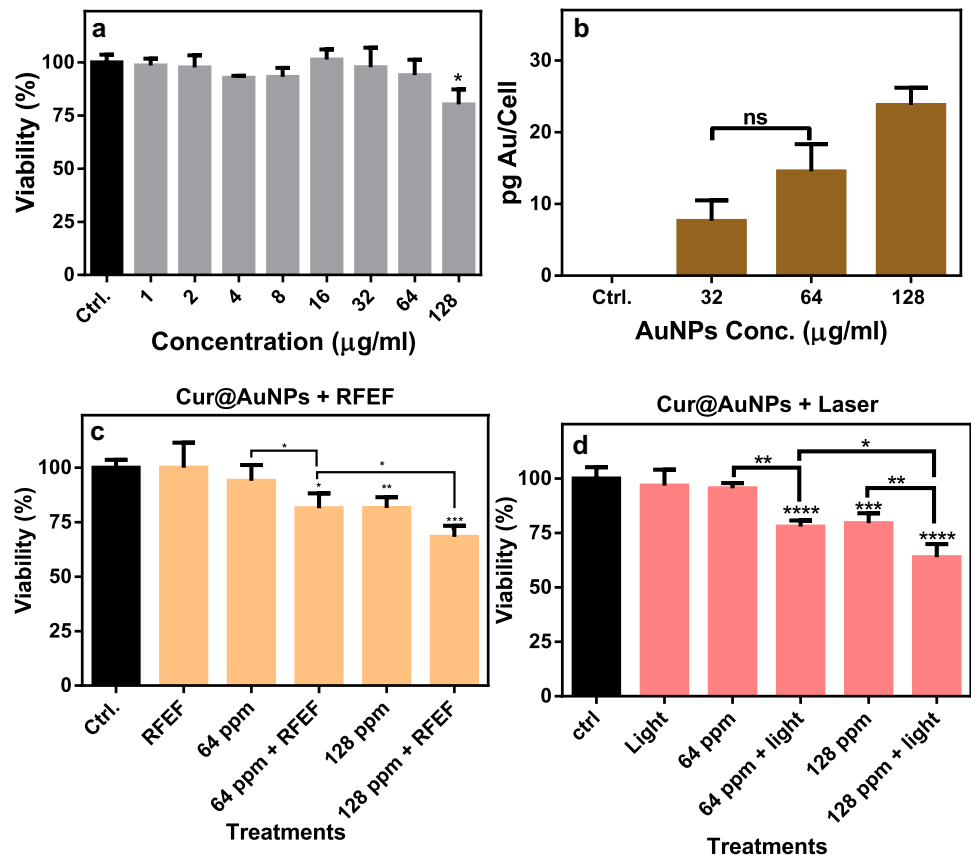 a
Viability (%)
100
75
50
25
0
*
Ctrl.
1
2
4
8
16
32
64
128
Concentration (μg/ml)
b
pg Au/Cell
30
20
10
0
ns
Ctrl.
32
64
128
AuNPs Conc. (μg/ml)
Cur@AuNPs + RFEF
c
Viability (%)
100
75
50
25
0
*
*
*
**
***
Ctrl.
RFEF
64 ppm
64 ppm + RFEF
128 ppm
128 ppm + RFEF
Treatments
Cur@AuNPs + Laser
d
Viability (%)
100
75
50
25
0
*
**
**
****
***
****
ctrl
Light
64 ppm
64 ppm + light
128 ppm
128 ppm + light
Treatments